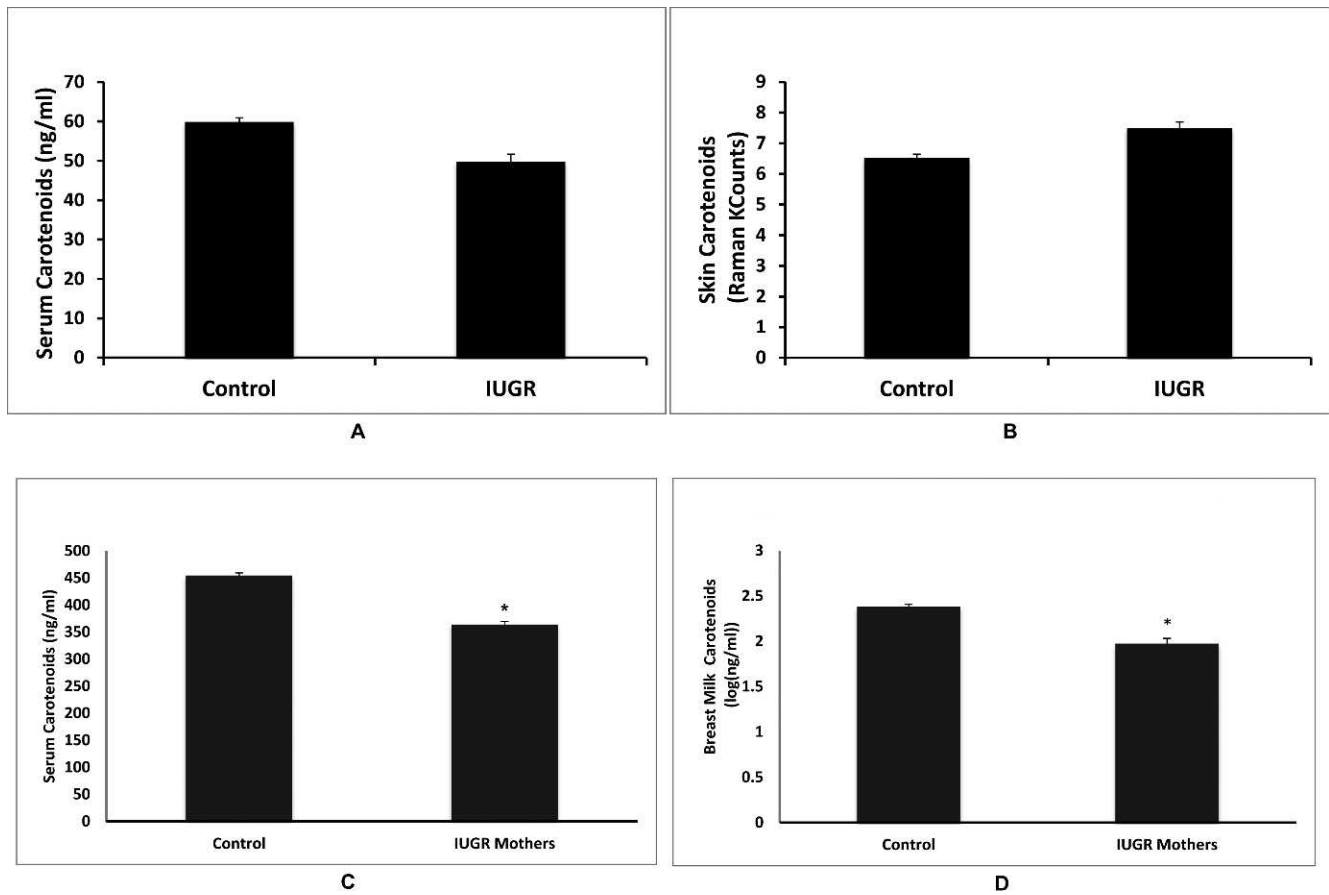 70
60
50
40
30
20
10
0
Serum Carotenoids (ng/ml)
Control
IUGR
A
9
8
7
6
5
4
3
2
1
0
Skin Carotenoids
(Raman KCounts)
Control
IUGR
B
500
450
400
350
300
250
200
150
100
50
0
Serum Carotenoids (ng/ml)
*
Control
IUGR Mothers
C
3
2.5
2
1.5
1
0.5
0
Breast Milk Carotenoids
(log(ng/ml))
*
Control
IUGR Mothers
D